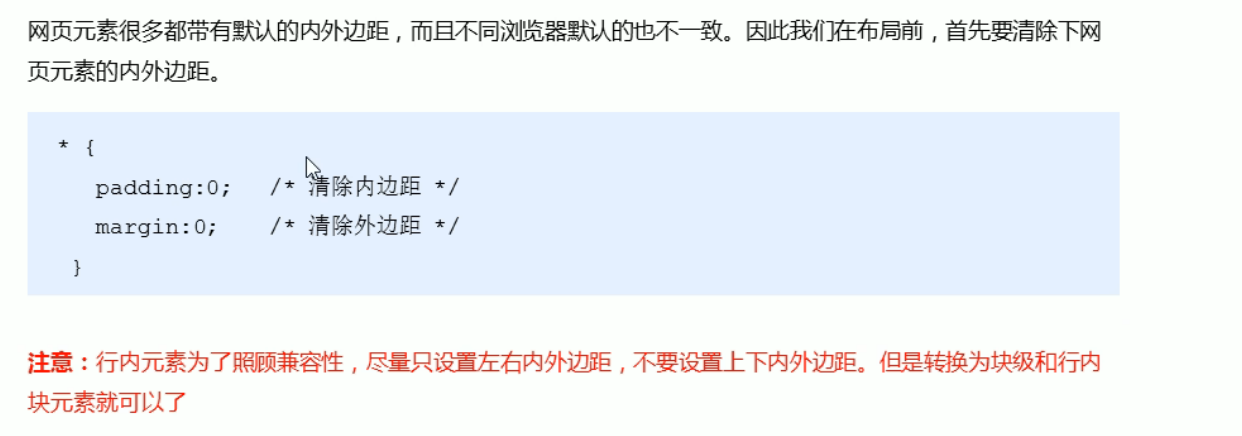 网页元素很多都带有默认的内外边距，而且不同浏览器默认的也不一致。因此我们在布局前，首先要清除下网
页元素的内外边距。
* {
padding:0;   /* 清除内边距 */
margin:0;    /* 清除外边距 */
}
注意：行内元素为了照顾兼容性，尽量只设置左右内外边距，不要设置上下内外边距。但是转换为块级和行内
块元素就可以了